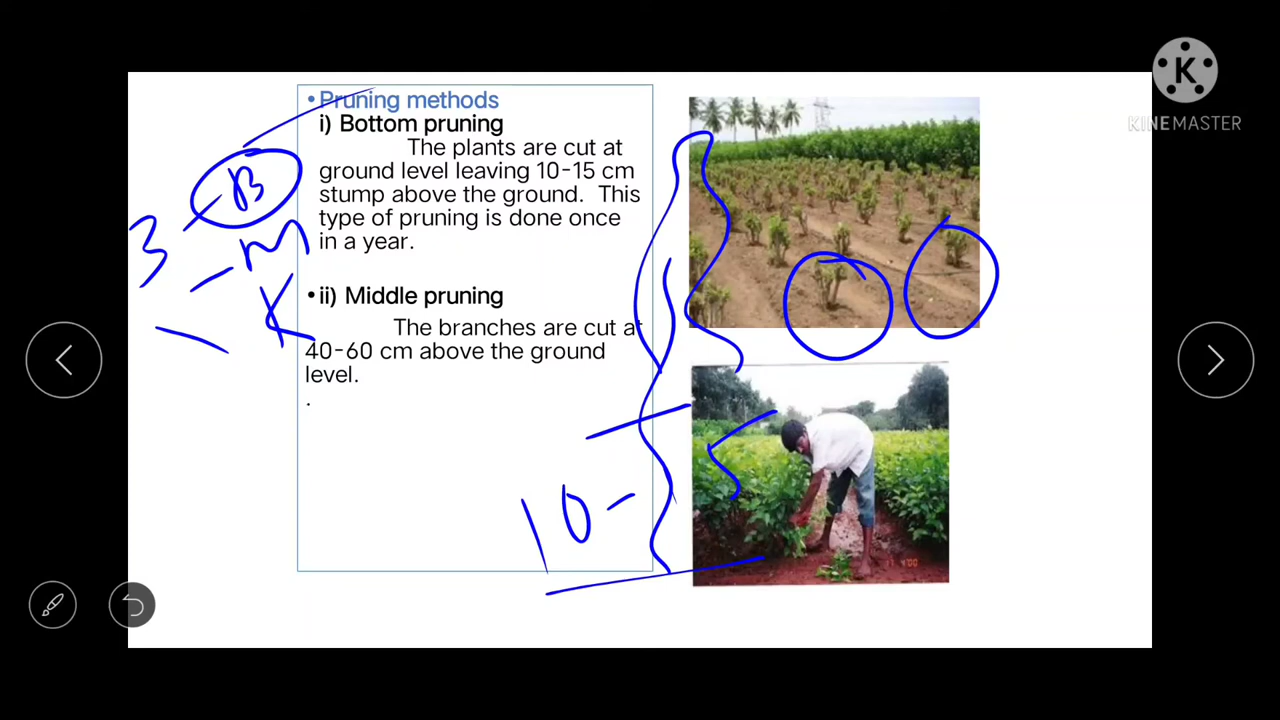 K
KINEMASTER
• Pruning methods
i) Bottom pruning
The plants are cut at
ground level leaving 10-15 cm
stump above the ground. This
type of pruning is done once
in a year.
• ii) Middle pruning
The branches are cut at
40-60 cm above the ground
level.
.
3 - B
- M
K
10-15